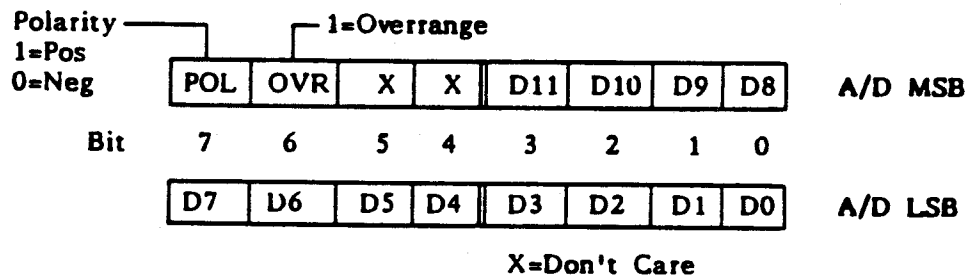 Polarity
1=Overrange
1=Pos
0=Neg
POL OVR X X D11 D10 D9 D8 A/D MSB
Bit 7 6 5 4 3 2 1 0
D7 D6 D5 D4 D3 D2 D1 D0 A/D LSB
X=Don't Care